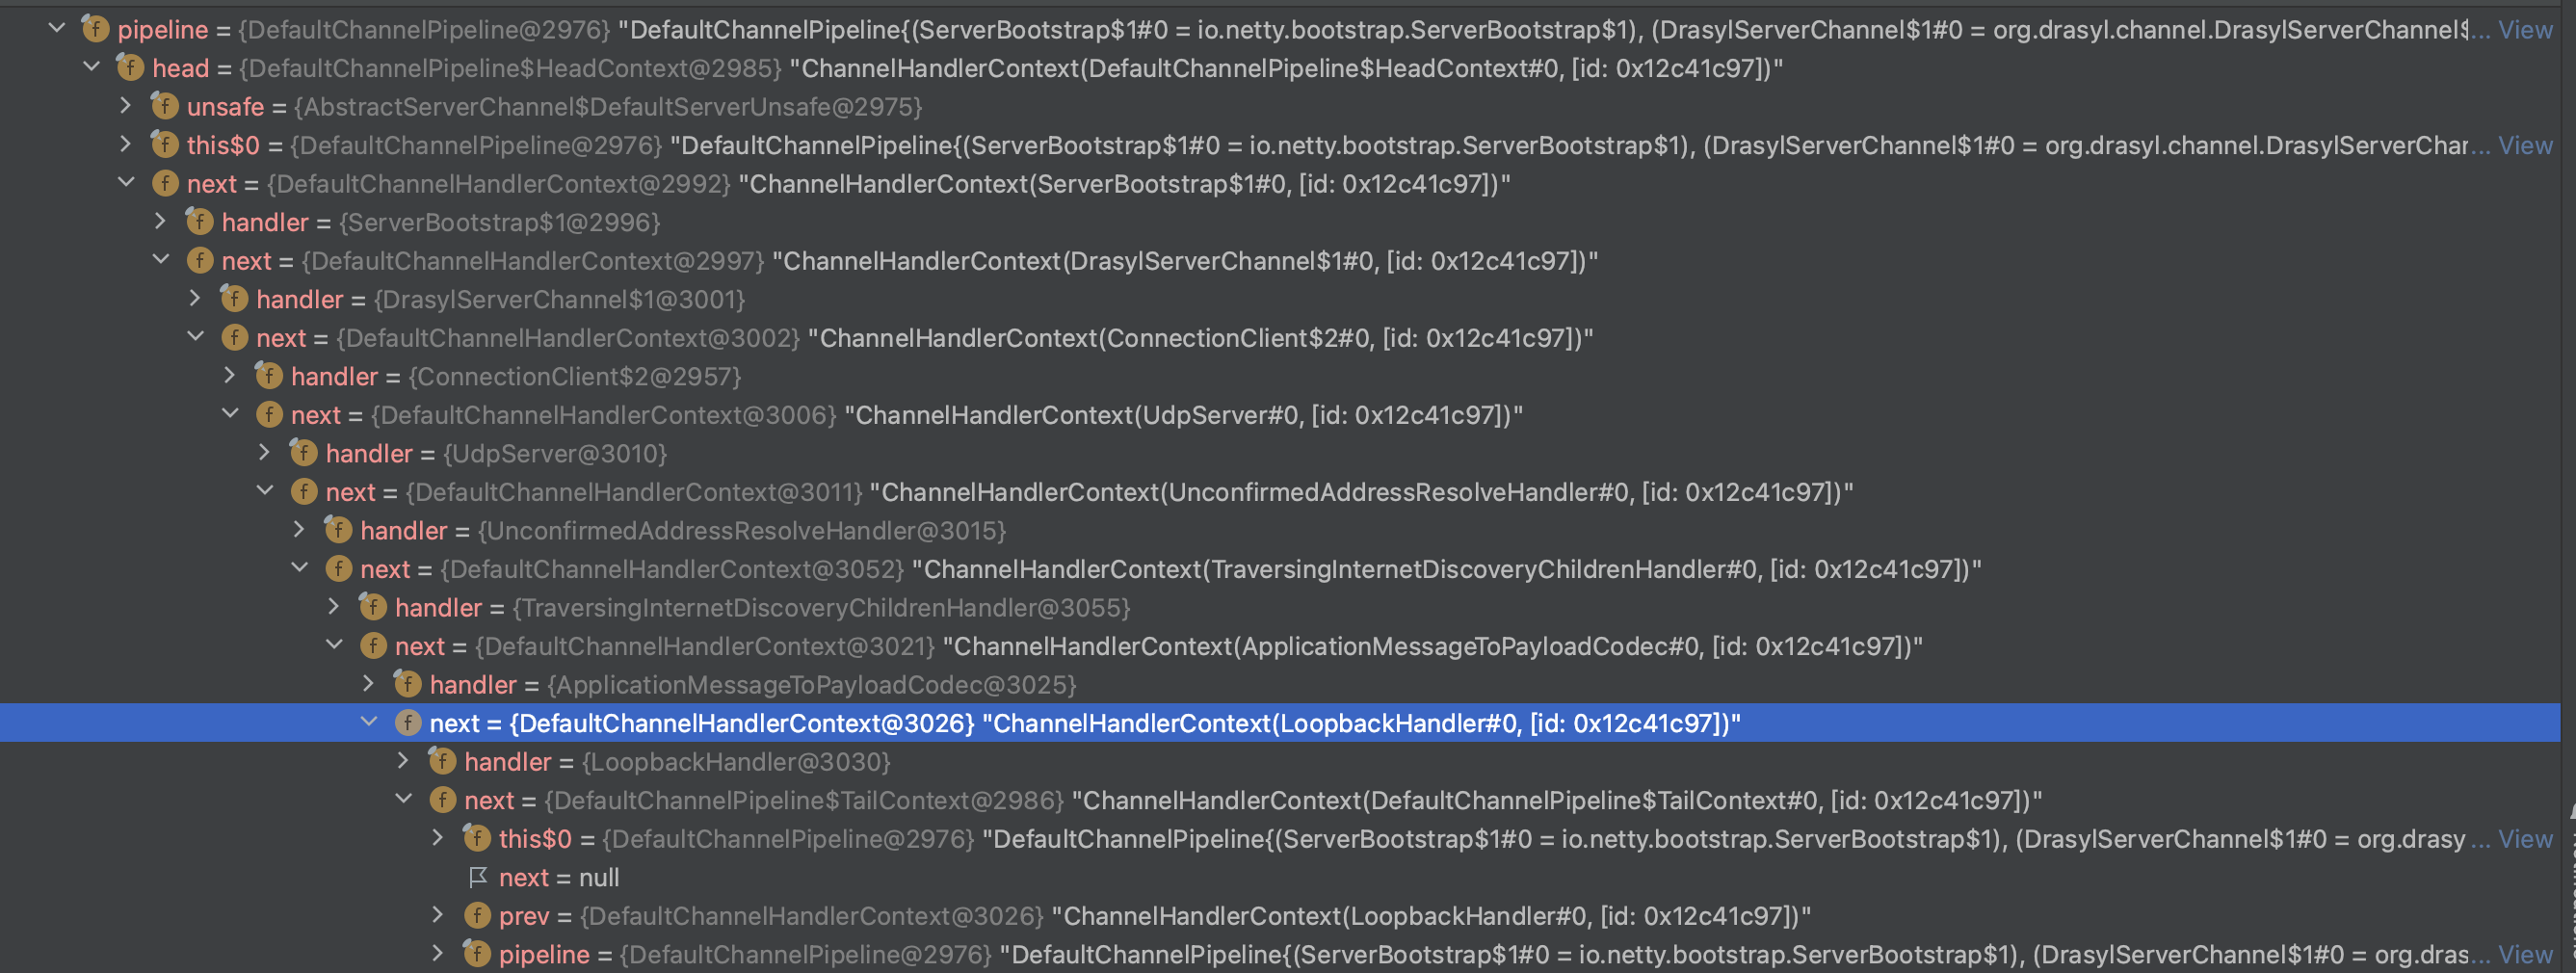 pipeline = {DefaultChannelPipeline@2976} "DefaultChannelPipeline{(ServerBootstrap$1#0 = io.netty.bootstrap.ServerBootstrap$1), (DrasylServerChannel$1#0 = org.drasyl.channel.DrasylServerChannel$... View
head = {DefaultChannelPipeline$HeadContext@2985} "ChannelHandlerContext(DefaultChannelPipeline$HeadContext#0, [id: 0x12c41c97])"
unsafe = {AbstractServerChannel$DefaultServerUnsafe@2975}
this$0 = {DefaultChannelPipeline@2976} "DefaultChannelPipeline{(ServerBootstrap$1#0 = io.netty.bootstrap.ServerBootstrap$1), (DrasylServerChannel$1#0 = org.drasyl.channel.DrasylServerChar... View
next = {DefaultChannelHandlerContext@2992} "ChannelHandlerContext(ServerBootstrap$1#0, [id: 0x12c41c97])"
handler = {ServerBootstrap$1@2996}
next = {DefaultChannelHandlerContext@2997} "ChannelHandlerContext(DrasylServerChannel$1#0, [id: 0x12c41c97])"
handler = {DrasylServerChannel$1@3001}
next = {DefaultChannelHandlerContext@3002} "ChannelHandlerContext(ConnectionClient$2#0, [id: 0x12c41c97])"
handler = {ConnectionClient$2@2957}
next = {DefaultChannelHandlerContext@3006} "ChannelHandlerContext(UdpServer#0, [id: 0x12c41c97])"
handler = {UdpServer@3010}
next = {DefaultChannelHandlerContext@3011} "ChannelHandlerContext(UnconfirmedAddressResolveHandler#0, [id: 0x12c41c97])"
handler = {UnconfirmedAddressResolveHandler@3015}
next = {DefaultChannelHandlerContext@3052} "ChannelHandlerContext(TraversingInternetDiscoveryChildrenHandler#0, [id: 0x12c41c97])"
handler = {TraversingInternetDiscoveryChildrenHandler@3055}
next = {DefaultChannelHandlerContext@3021} "ChannelHandlerContext(ApplicationMessageToPayloadCodec#0, [id: 0x12c41c97])"
handler = {ApplicationMessageToPayloadCodec@3025}
next = {DefaultChannelHandlerContext@3026} "ChannelHandlerContext(LoopbackHandler#0, [id: 0x12c41c97])"
handler = {LoopbackHandler@3030}
next = {DefaultChannelPipeline$TailContext@2986} "ChannelHandlerContext(DefaultChannelPipeline$TailContext#0, [id: 0x12c41c97])"
this$0 = {DefaultChannelPipeline@2976} "DefaultChannelPipeline{(ServerBootstrap$1#0 = io.netty.bootstrap.ServerBootstrap$1), (DrasylServerChannel$1#0 = org.drasy... View
next = null
prev = {DefaultChannelHandlerContext@3026} "ChannelHandlerContext(LoopbackHandler#0, [id: 0x12c41c97])"
pipeline = {DefaultChannelPipeline@2976} "DefaultChannelPipeline{(ServerBootstrap$1#0 = io.netty.bootstrap.ServerBootstrap$1), (DrasylServerChannel$1#0 = org.dras... View